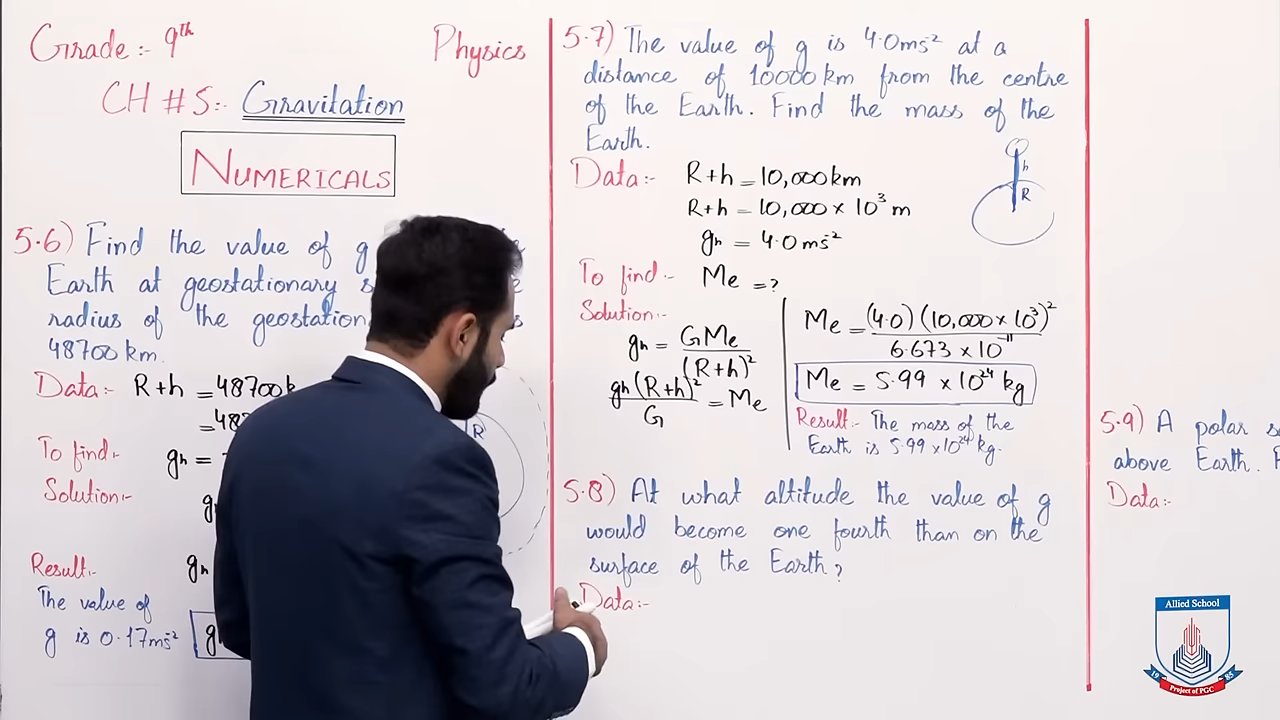 Grade:- 9th Physics
CH # 5:- Gravitation
NUMERICALS
5.6) Find the value of g
Earth at geostationary
radius of the
48700 km.
Data:- R+h = 48700
To find:- gh =
Solution:-
Result:- gh
The value of
g is 0.17ms-2
R
5.7) The value of g is 4.0ms-2 at a
distance of 10000 km from the centre
of the Earth. Find the mass of the
Earth.
Data:- R+h = 10,000km
R+h = 10,000 × 10³ m
gh = 4.0 ms-2
h
R
To find:- Me = ?
Solution:-
gh = GMe / (R+h)²
gh (R+h)² / G = Me
Me = (4.0) (10,000×10³)² / 6.673 × 10-11
Me = 5.99 × 10²⁴ kg
Result:- The mass of the
Earth is 5.99 ×10²⁴ kg.
5.8) At what altitude the value of g
would become one fourth than on the
surface of the Earth?
Data:-
5.9) A polar
above Earth.
Data:-
Allied School
19 85
Project of PGC